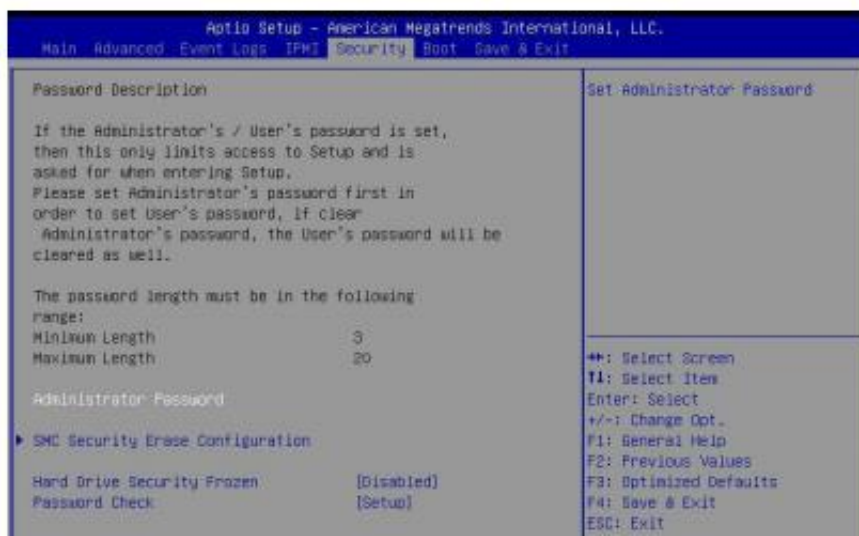 Aptio Setup - American Megatrends International, LLC.
Main Advanced Event Logs IPMI Security Boot Save & Exit
Password Description
If the Administrator's / User's password is set,
then this only limits access to Setup and is
asked for when entering Setup.
Please set Administrator's password first in
order to set User's password, if clear
Administrator's password, the User's password will be
cleared as well.
The password length must be in the following
range:
Minimum Length 3
Maximum Length 20
Administrator Password
SMC Security Erase Configuration
Hard Drive Security Frozen [Disabled]
Password Check [Setup]
Set Administrator Password
→←: Select Screen
↑↓: Select Item
Enter: Select
+/-: Change Opt.
F1: General Help
F2: Previous Values
F3: Optimized Defaults
F4: Save & Exit
ESC: Exit